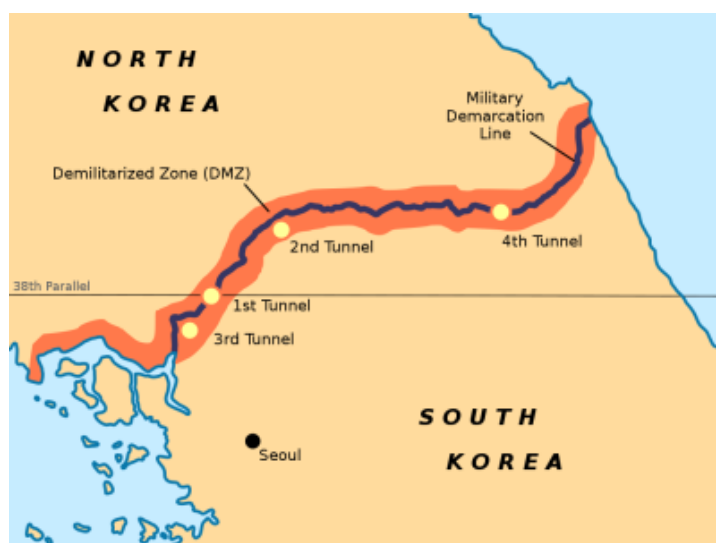 NORTH
KOREA
Military
Demarcation
Line
Demilitarized Zone (DMZ)
2nd Tunnel
4th Tunnel
38th Parallel
1st Tunnel
3rd Tunnel
SOUTH
KOREA
Seoul